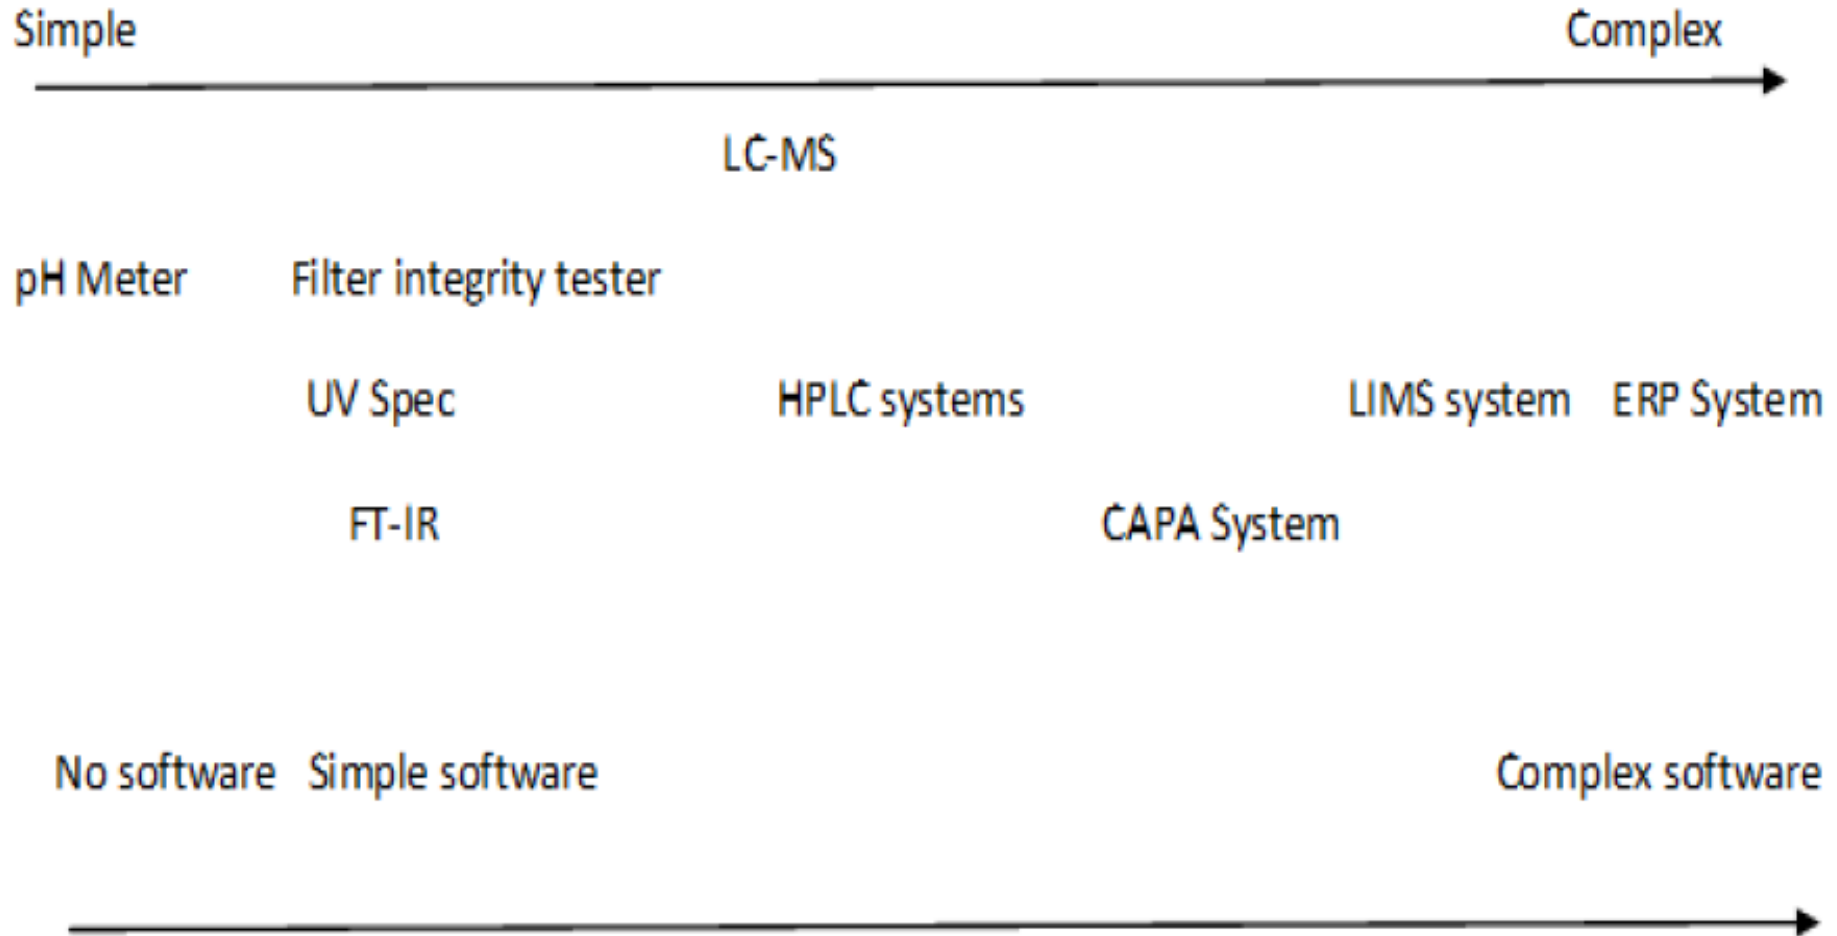 Simple Complex
LC-MS
pH Meter Filter integrity tester
UV Spec HPLC systems LIMS system ERP System
FT-IR CAPA System
No software Simple software Complex software